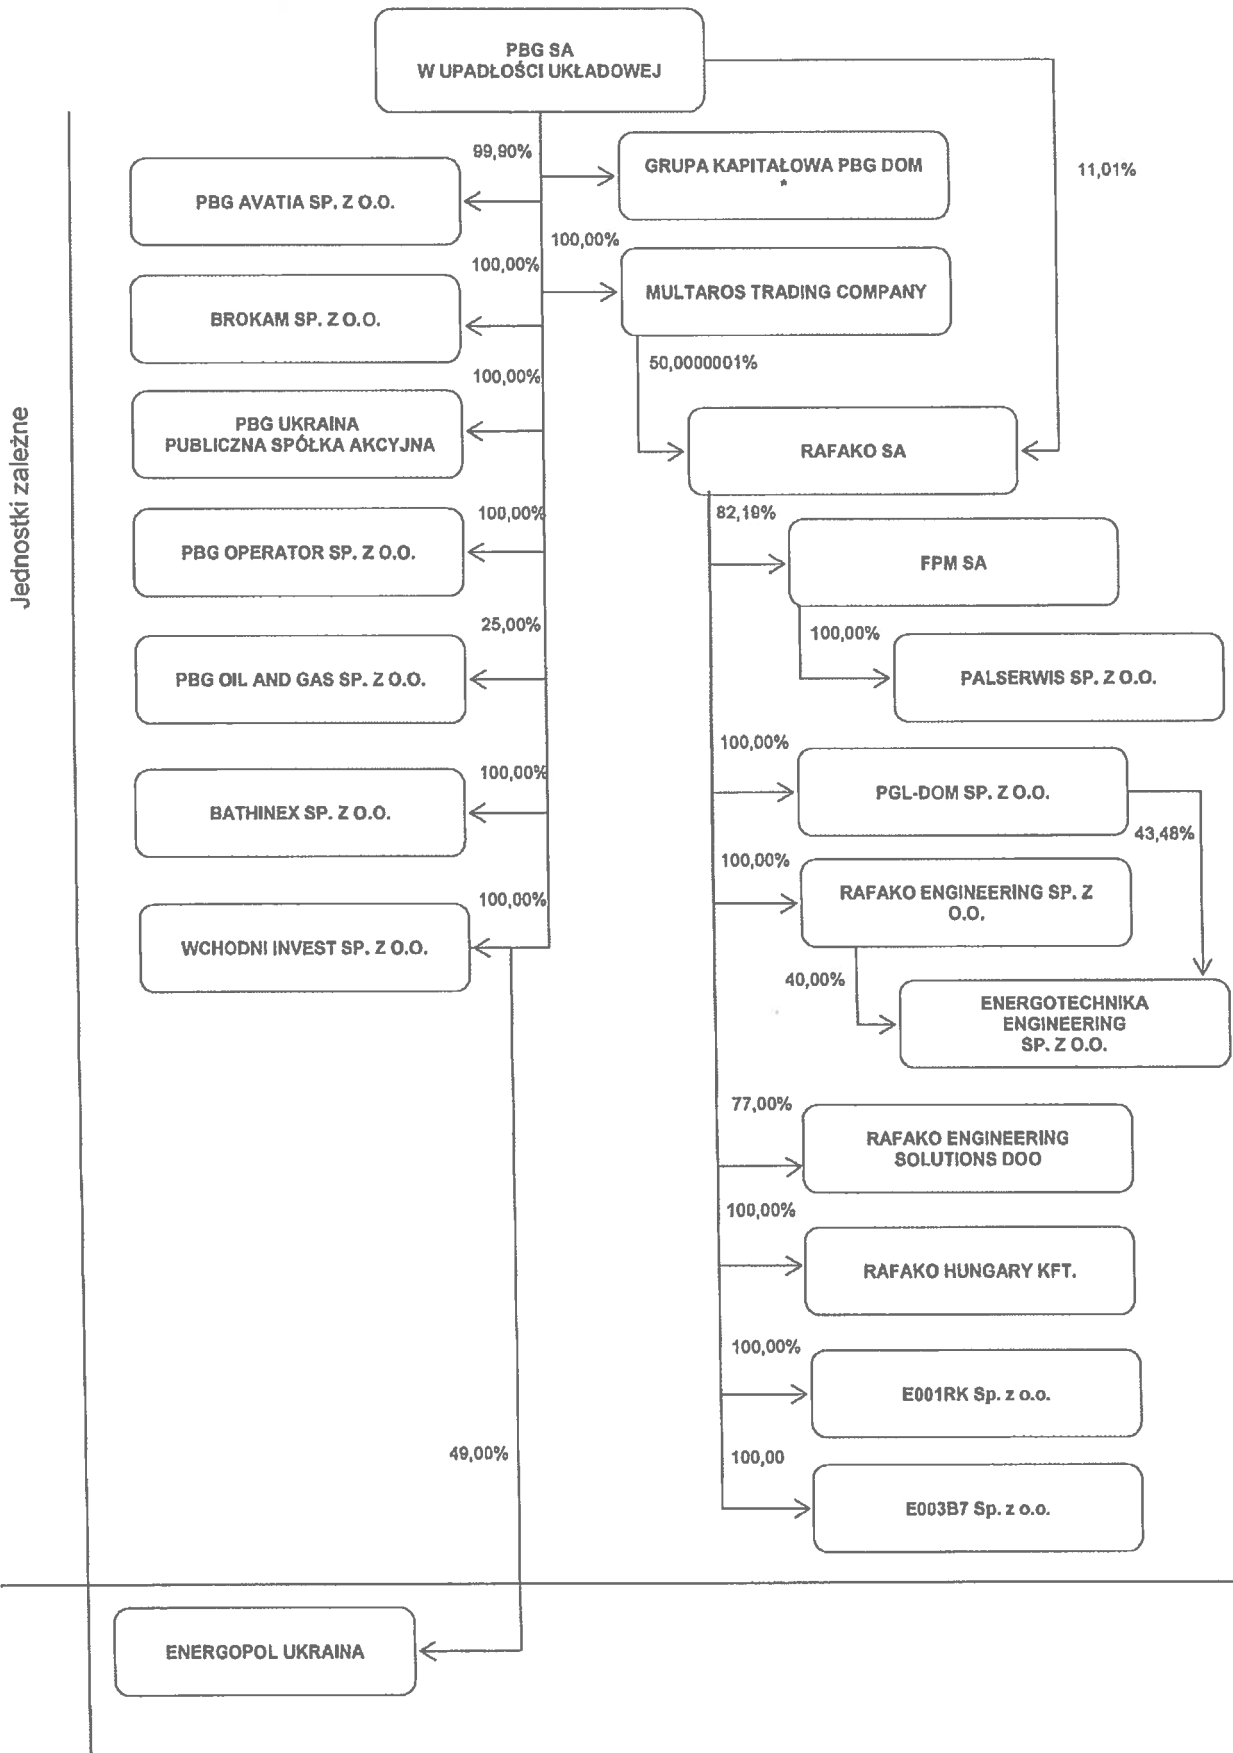 PBG SA
W UPADŁOŚCI UKŁADOWEJ
99,90%
GRUPA KAPITAŁOWA PBG DOM
*
11,01%
PBG AVATIA SP. Z O.O.
100,00%
100,00%
MULTAROS TRADING COMPANY
BROKAM SP. Z O.O.
50,0000001%
100,00%
Jednostki zależne
PBG UKRAINA
PUBLICZNA SPÓŁKA AKCYJNA
RAFAKO SA
100,00%
82,19%
PBG OPERATOR SP. Z O.O.
FPM SA
25,00%
100,00%
PBG OIL AND GAS SP. Z O.O.
PALSERWIS SP. Z O.O.
100,00%
100,00%
PGL-DOM SP. Z O.O.
BATHINEX SP. Z O.O.
43,48%
100,00%
100,00%
RAFAKO ENGINEERING SP. Z
O.O.
WCHODNI INVEST SP. Z O.O.
40,00%
ENERGOTECHNIKA
ENGINEERING
SP. Z O.O.
77,00%
RAFAKO ENGINEERING
SOLUTIONS DOO
100,00%
RAFAKO HUNGARY KFT.
100,00%
E001RK Sp. z o.o.
49,00%
100,00
E003B7 Sp. z o.o.
ENERGOPOL UKRAINA